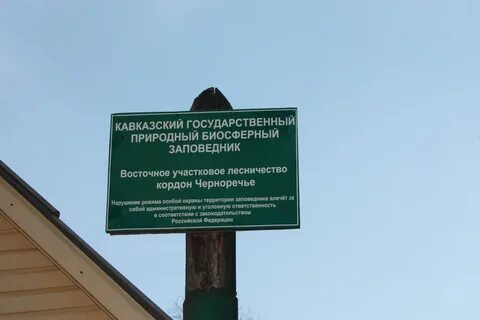 КАВКАЗСКИЙ ГОСУДАРСТВЕННЫЙ
ПРИРОДНЫЙ БИОСФЕРНЫЙ
ЗАПОВЕДНИК
Восточное участковое лесничество
кордон Черноречье
Нарушение режима особой охраны территории заповедника влечёт за
собой административную и уголовную ответственность
в соответствии с законодательством
Российской Федерации